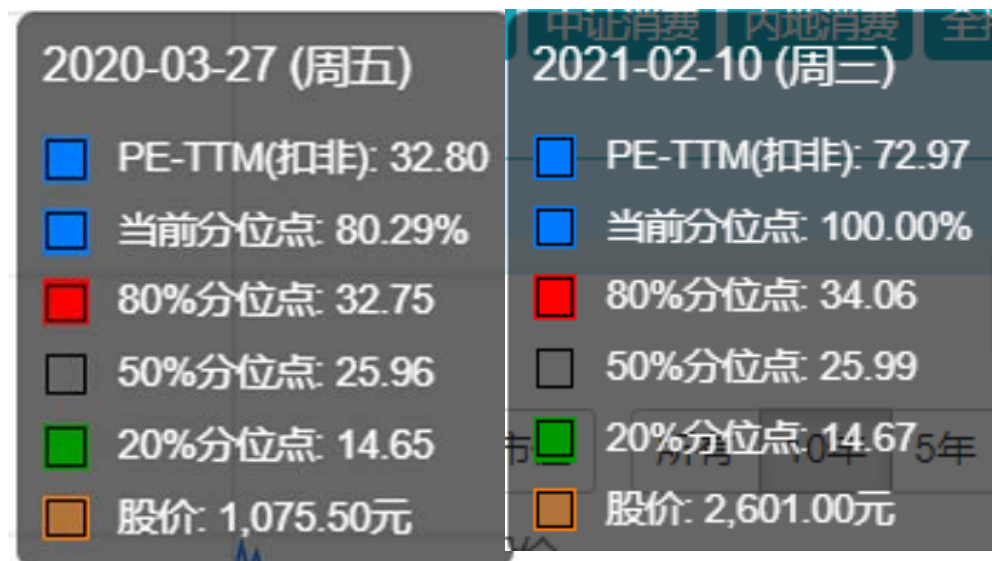 2020-03-27 (周五)
PE-TTM(扣非): 32.80
当前分位点: 80.29%
80%分位点: 32.75
50%分位点: 25.96
20%分位点: 14.65
股价: 1,075.50元
中证消费 内地消费
2021-02-10 (周三)
PE-TTM(扣非): 72.97
当前分位点: 100.00%
80%分位点: 34.06
50%分位点: 25.99
20%分位点: 14.67
所有 10年 5年
股价: 2,601.00元